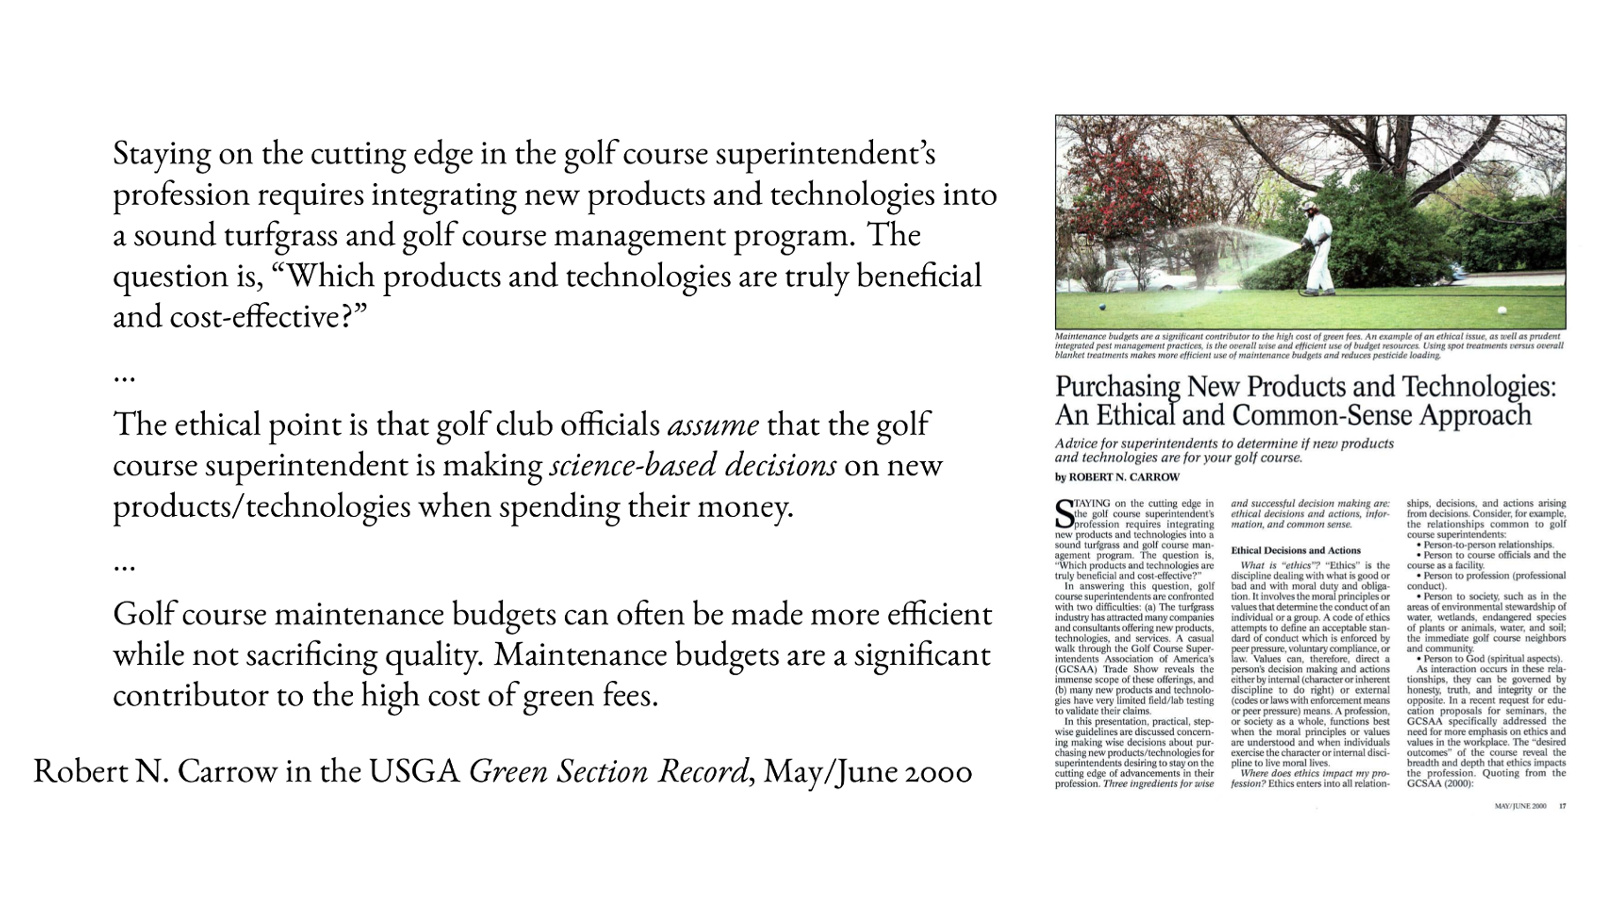 Staying on the cutting edge in the golf course superintendent’s
profession requires integrating new products and technologies into
a sound turfgrass and golf course management program. The
question is, “Which products and technologies are truly beneficial
and cost-effective?”
...
The ethical point is that golf club officials assume that the golf
course superintendent is making science-based decisions on new
products/technologies when spending their money.
...
Golf course maintenance budgets can often be made more efficient
while not sacrificing quality. Maintenance budgets are a significant
contributor to the high cost of green fees.
Robert N. Carrow in the USGA Green Section Record, May/June 2000
Maintenance budgets are a significant contributor to the high cost of green fees. An example of an ethical issue, as well as prudent
integrated pest management practices, is the overall wise and efficient use of budget resources. Using spot treatments versus overall
blanket treatments makes more efficient use of maintenance budgets and reduces pesticide loading.
Purchasing New Products and Technologies:
An Ethical and Common-Sense Approach
Advice for superintendents to determine if new products
and technologies are for your golf course.
by ROBERT N. CARROW
STAYING on the cutting edge in
the golf course superintendent's
profession requires integrating
new products and technologies into a
sound turfgrass and golf course man-
agement program. The question is,
"Which products and technologies are
truly beneficial and cost-effective?"
In answering this question, golf
course superintendents are confronted
with two difficulties: (a) The turfgrass
industry has attracted many companies
and consultants offering new products,
technologies, and services. A casual
walk through the Golf Course Super-
intendents Association of America's
(GCSAA) Trade Show reveals the
immense scope of these offerings, and
(b) many new products and technolo-
gies have very limited field/lab testing
to validate their claims.
In this presentation, practical, step-
wise guidelines are discussed concern-
ing making wise decisions about pur-
chasing new products/technologies for
superintendents desiring to stay on the
cutting edge of advancements in their
profession. Three ingredients for wise
and successful decision making are:
ethical decisions and actions, infor-
mation, and common sense.
Ethical Decisions and Actions
What is "ethics"? "Ethics" is the
discipline dealing with what is good or
bad and with moral duty and obliga-
tion. It involves the moral principles or
values that determine the conduct of an
individual or a group. A code of ethics
attempts to define an acceptable stan-
dard of conduct which is enforced by
peer pressure, voluntary compliance, or
law. Values can, therefore, direct a
person's decision making and actions
either by internal (character or inherent
discipline to do right) or external
(codes or laws with enforcement means
or peer pressure) means. A profession,
or society as a whole, functions best
when the moral principles or values
are understood and when individuals
exercise the character or internal disci-
pline to live moral lives.
Where does ethics impact my pro-
fession? Ethics enters into all relation-
ships, decisions, and actions arising
from decisions. Consider, for example,
the relationships common to golf
course superintendents:
• Person-to-person relationships.
• Person to course officials and the
course as a facility.
• Person to profession (professional
conduct).
• Person to society, such as in the
areas of environmental stewardship of
water, wetlands, endangered species
of plants or animals, water, and soil;
the immediate golf course neighbors
and community.
• Person to God (spiritual aspects).
As interaction occurs in these rela-
tionships, they can be governed by
honesty, truth, and integrity or the
opposite. In a recent request for edu-
cation proposals for seminars, the
GCSAA specifically addressed the
need for more emphasis on ethics and
values in the workplace. The "desired
outcomes" of the course reveal the
breadth and depth that ethics impacts
the profession. Quoting from the
GCSAA (2000):
MAY/JUNE 2000 17